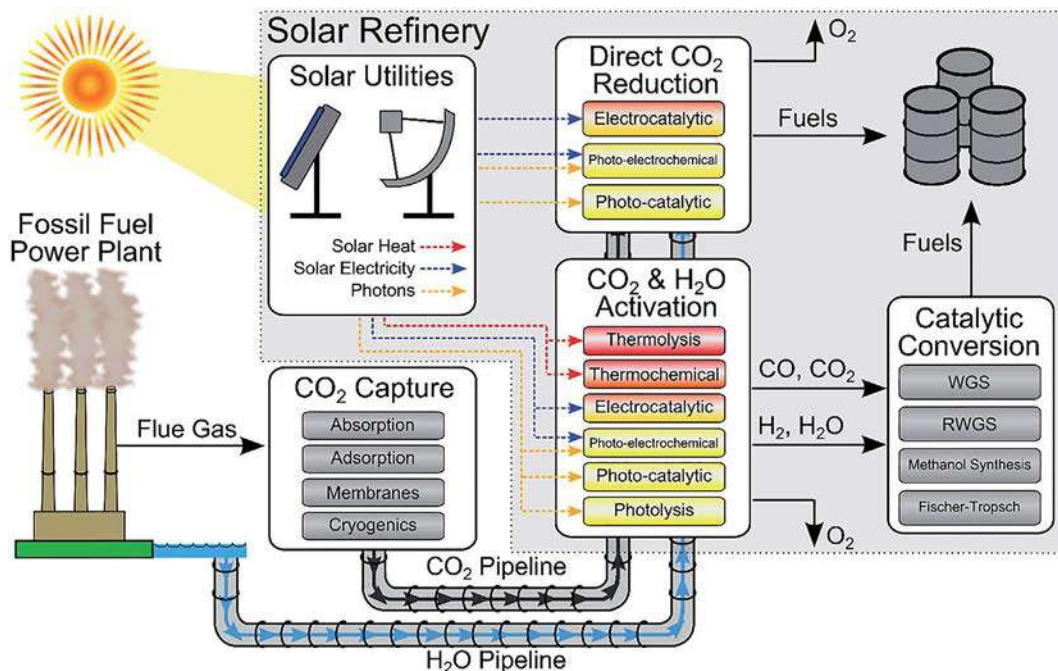 Solar Refinery
Solar Utilities
Solar Heat
Solar Electricity
Photons
Direct CO₂
Reduction
Electrocatalytic
Photo-electrochemical
Photo-catalytic
O₂
Fuels
Fossil Fuel
Power Plant
Flue Gas
CO₂ Capture
Absorption
Adsorption
Membranes
Cryogenics
CO₂ & H₂O
Activation
Thermolysis
Thermochemical
Electrocatalytic
Photo-electrochemical
Photo-catalytic
Photolysis
CO, CO₂
H₂, H₂O
O₂
Fuels
Catalytic
Conversion
WGS
RWGS
Methanol Synthesis
Fischer-Tropsch
CO₂ Pipeline
H₂O Pipeline